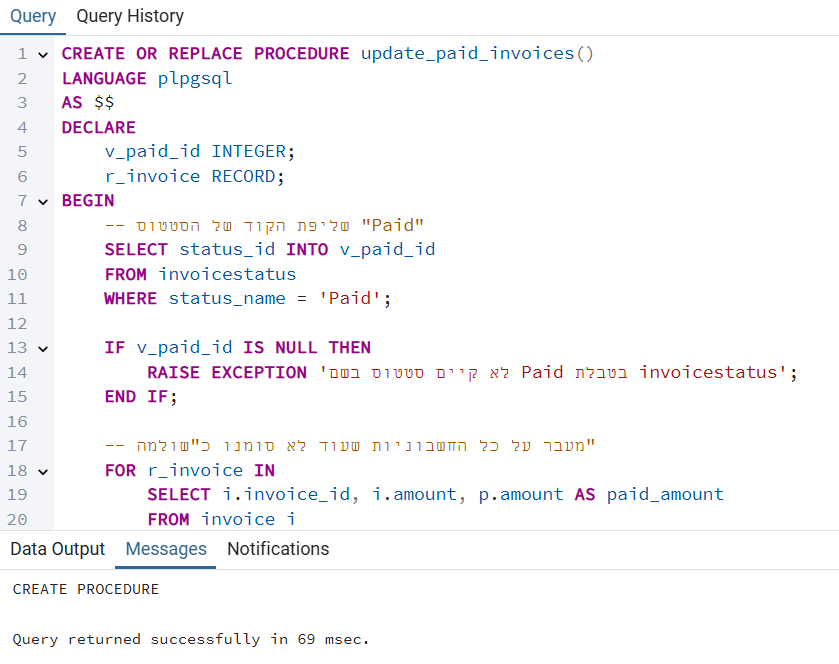 Query Query History
1 CREATE OR REPLACE PROCEDURE update_paid_invoices()
2 LANGUAGE plpgsql
3 AS $$
4 DECLARE
5 v_paid_id INTEGER;
6 r_invoice RECORD;
7 BEGIN
8 -- שליפת הקוד של הסטטוס "Paid"
9 SELECT status_id INTO v_paid_id
10 FROM invoicestatus
11 WHERE status_name = 'Paid';
12
13 IF v_paid_id IS NULL THEN
14 RAISE EXCEPTION 'לא קיים סטטוס בשם Paid בטבלת invoicestatus';
15 END IF;
16
17 -- מעבר על כל החשבוניות שעוד לא סומנו כ"שולמה"
18 FOR r_invoice IN
19 SELECT i.invoice_id, i.amount, p.amount AS paid_amount
20 FROM invoice i
Data Output Messages Notifications
CREATE PROCEDURE
Query returned successfully in 69 msec.